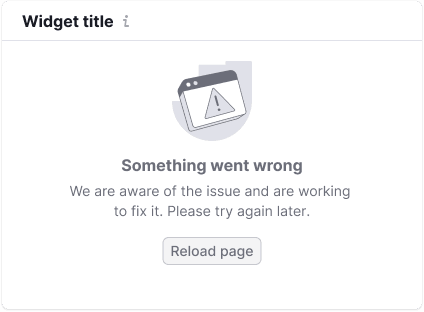 Widget title i
Something went wrong
We are aware of the issue and are working
to fix it. Please try again later.
Reload page